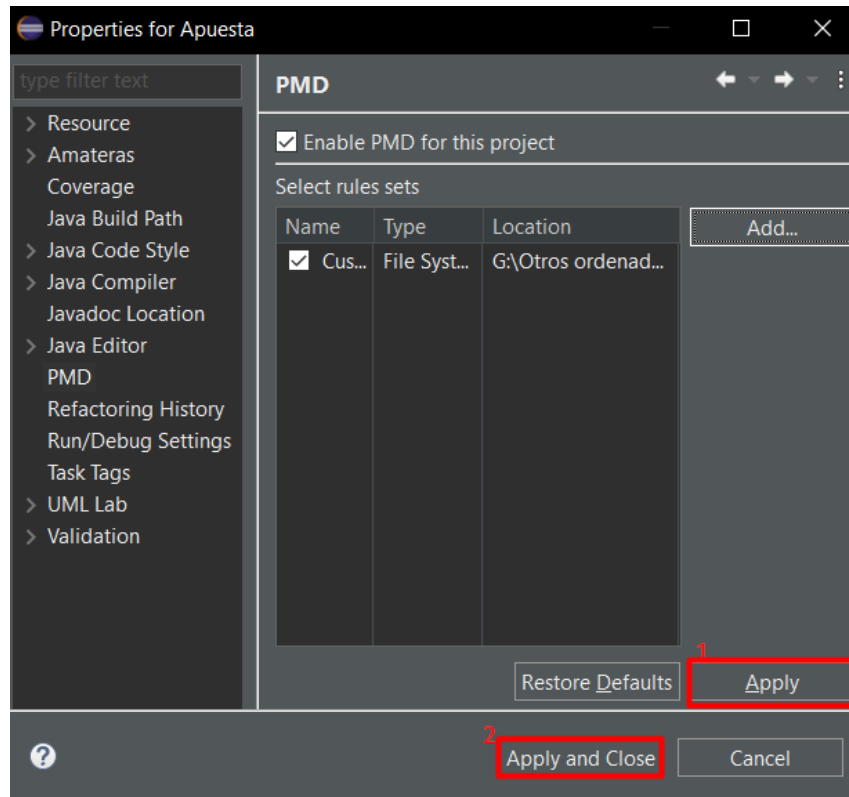 Properties for Apuesta
type filter text
Resource
Amateras
Coverage
Java Build Path
Java Code Style
Java Compiler
Javadoc Location
Java Editor
PMD
Refactoring History
Run/Debug Settings
Task Tags
UML Lab
Validation
PMD
Enable PMD for this project
Select rules sets
Name Type Location
Cus... File Syst... G:\Otros ordenad...
Add...
1
Restore Defaults Apply
2
Apply and Close Cancel